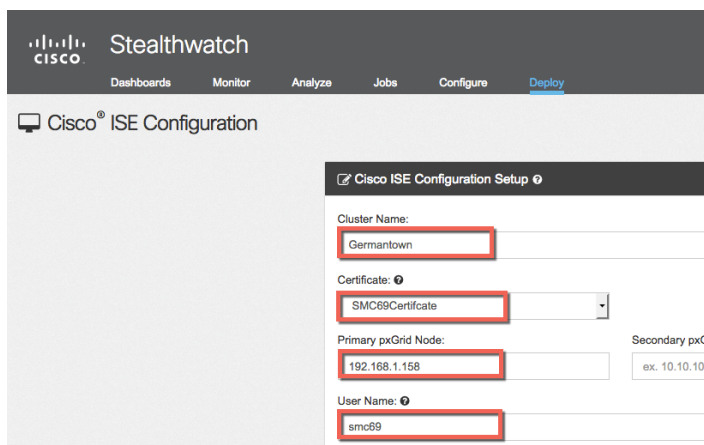 CISCO
Stealthwatch
Dashboards Monitor Analyze Jobs Configure Deploy
Cisco® ISE Configuration
Cisco ISE Configuration Setup
Cluster Name:
Germantown
Certificate:
SMC69Certifcate
Primary pxGrid Node: Secondary px
192.168.1.158 ex. 10.10.10
User Name:
smc69